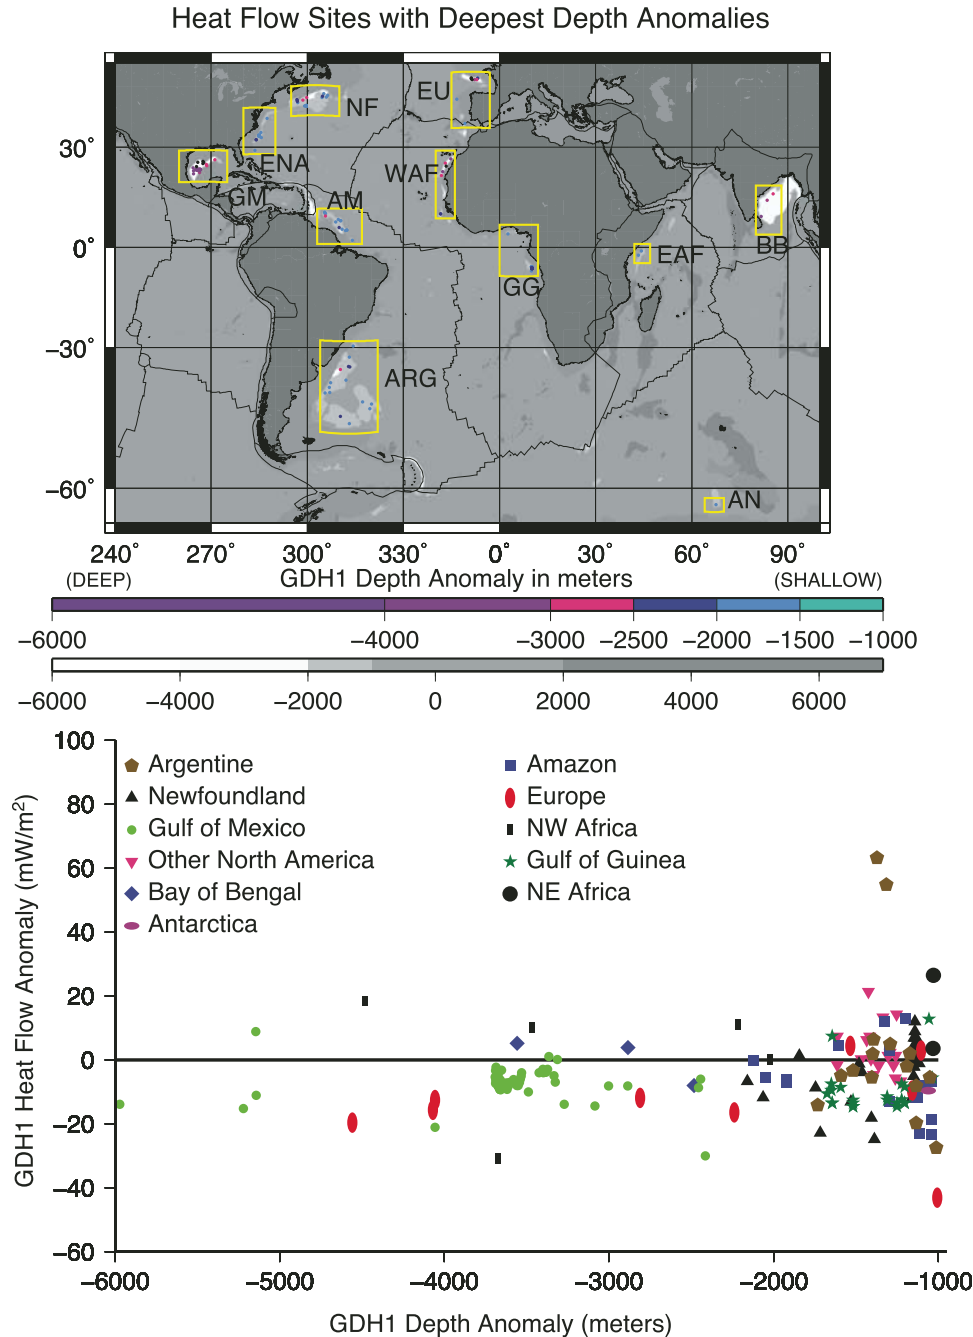 Heat Flow Sites with Deepest Depth Anomalies
EU
NF
30°
ENA
WAF
GM
AM
0°
EAF
BB
GG
−30°
ARG
−60°
AN
240° 270° 300° 330° 0° 30° 60° 90°
(DEEP) GDH1 Depth Anomaly in meters (SHALLOW)
−6000 −4000 −3000 −2500 −2000 −1500 −1000
−6000 −4000 −2000 0 2000 4000 6000
100
80
60
40
20
0
−20
−40
−60
GDH1 Heat Flow Anomaly (mW/m²)
Argentine
Newfoundland
Gulf of Mexico
Other North America
Bay of Bengal
Antarctica
Amazon
Europe
NW Africa
Gulf of Guinea
NE Africa
−6000 −5000 −4000 −3000 −2000 −1000
GDH1 Depth Anomaly (meters)